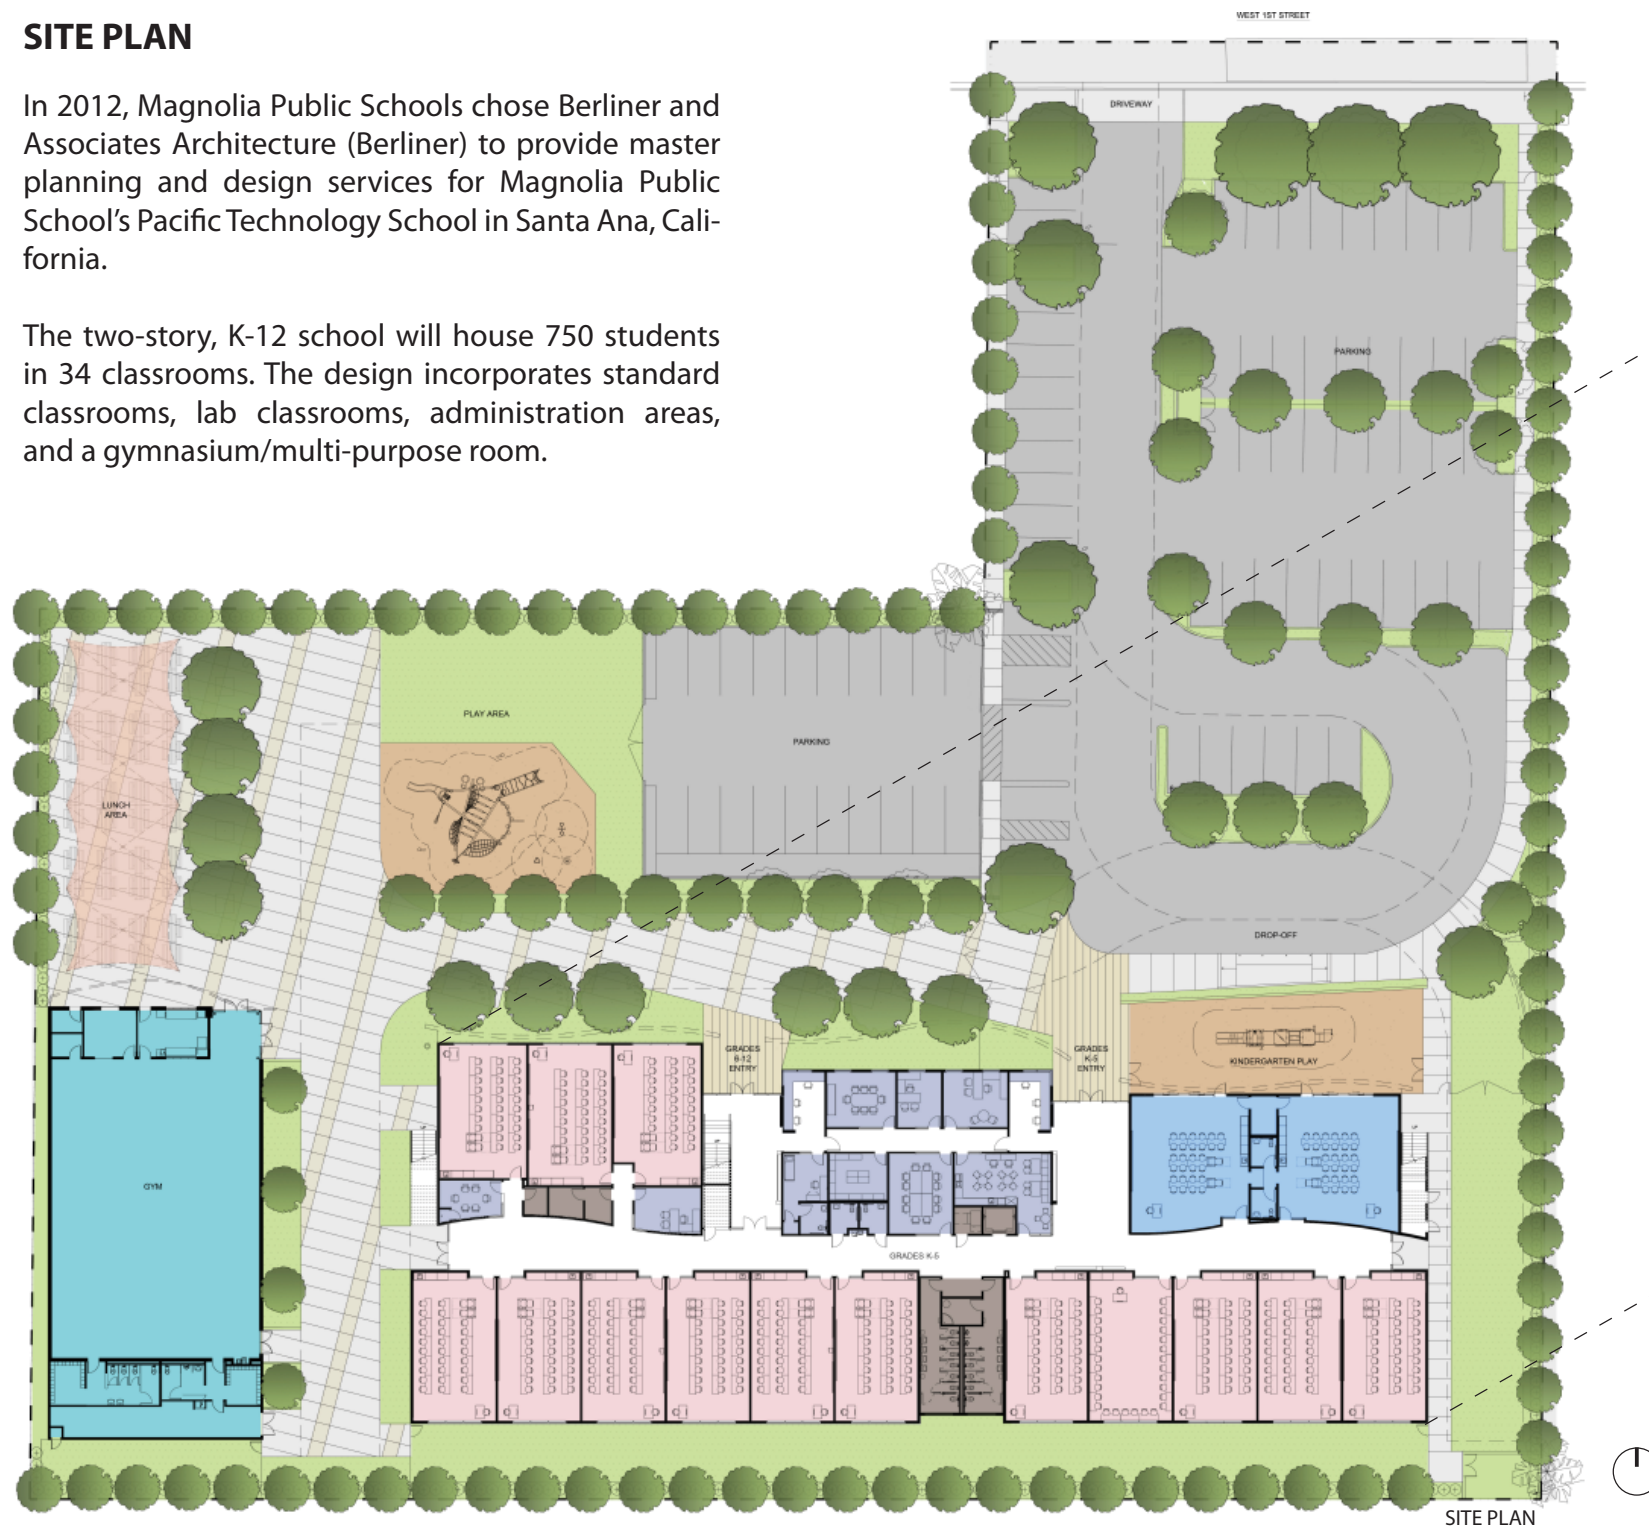 WEST 1ST STREET
SITE PLAN
In 2012, Magnolia Public Schools chose Berliner and
Associates Architecture (Berliner) to provide master
planning and design services for Magnolia Public
School's Pacific Technology School in Santa Ana, Cali-
fornia.
The two-story, K-12 school will house 750 students
in 34 classrooms. The design incorporates standard
classrooms, lab classrooms, administration areas,
and a gymnasium/multi-purpose room.
DRIVEWAY
PARKING
PLAY AREA
PARKING
LUNCH
AREA
DROP-OFF
GRADES
6-12
ENTRY
GRADES
K-5
ENTRY
KINDERGARTEN PLAY
GYM
GRADES K-5
SITE PLAN